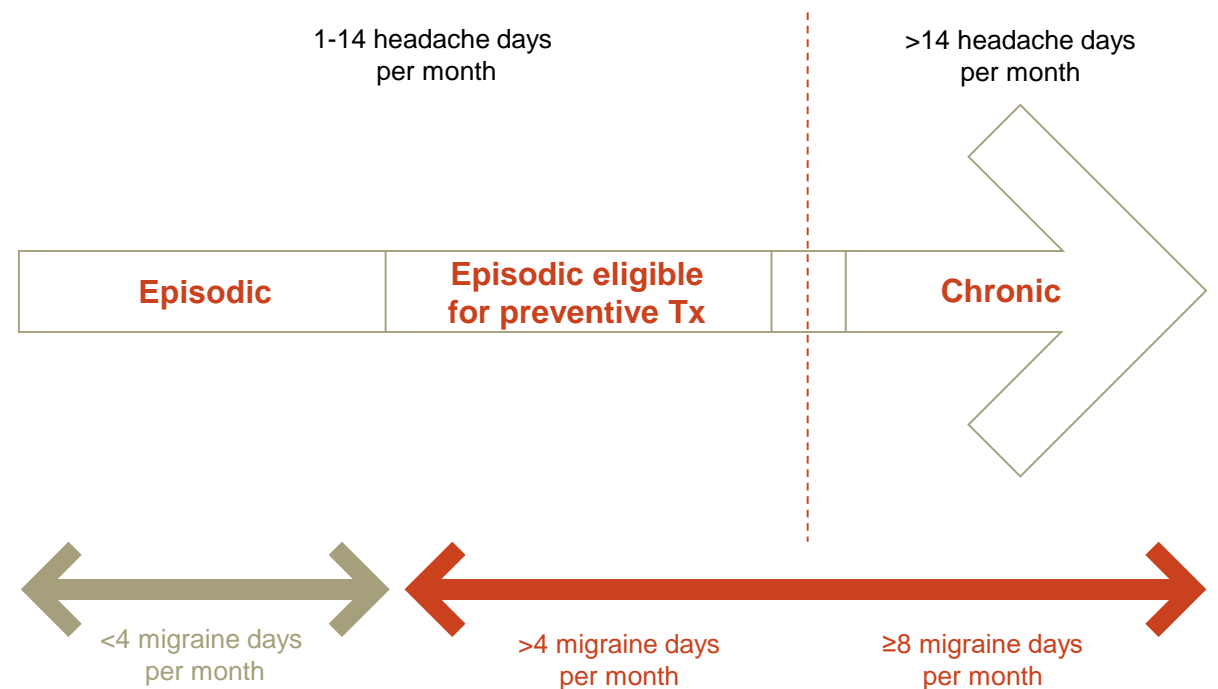 1-14 headache days
per month
>14 headache days
per month
Episodic
Episodic eligible
for preventive Tx
Chronic
<4 migraine days
per month
>4 migraine days
per month
≥8 migraine days
per month